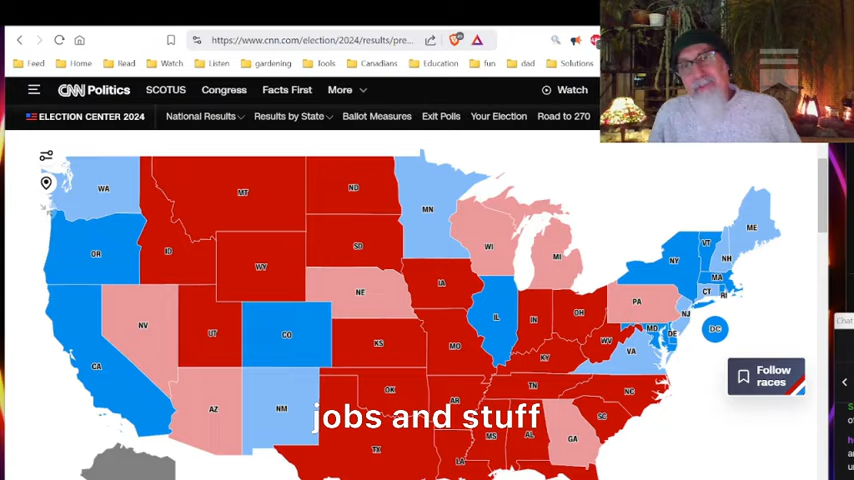 https://www.cnn.com/election/2024/results/pre...
Feed Home Read Watch Listen gardening Tools Canadians Education fun dad Solutions
CNN Politics SCOTUS Congress Facts First More Watch
ELECTION CENTER 2024 National Results Results by State Ballot Measures Exit Polls Your Election Road to 270
WA MT ND MN ME
OR ID SD WI MI VT NH
WY NY MA
IA CT RI
NE PA NJ
NV UT CO IL IN OH MD DE DC
CA KS MO WV VA
KY
Follow
races
AZ NM OK AR TN NC
jobs and stuff
SC
TX LA MS AL GA
Chat